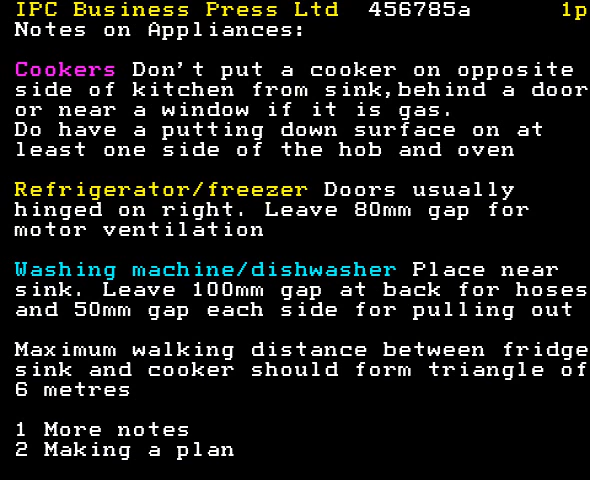 IPC Business Press Ltd 456785a 1p
Notes on Appliances:
Cookers Don't put a cooker on opposite
side of kitchen from sink,behind a door
or near a window if it is gas.
Do have a putting down surface on at
least one side of the hob and oven
Refrigerator/freezer Doors usually
hinged on right. Leave 80mm gap for
motor ventilation
Washing machine/dishwasher Place near
sink. Leave 100mm gap at back for hoses
and 50mm gap each side for pulling out
Maximum walking distance between fridge
sink and cooker should form triangle of
6 metres
1 More notes
2 Making a plan